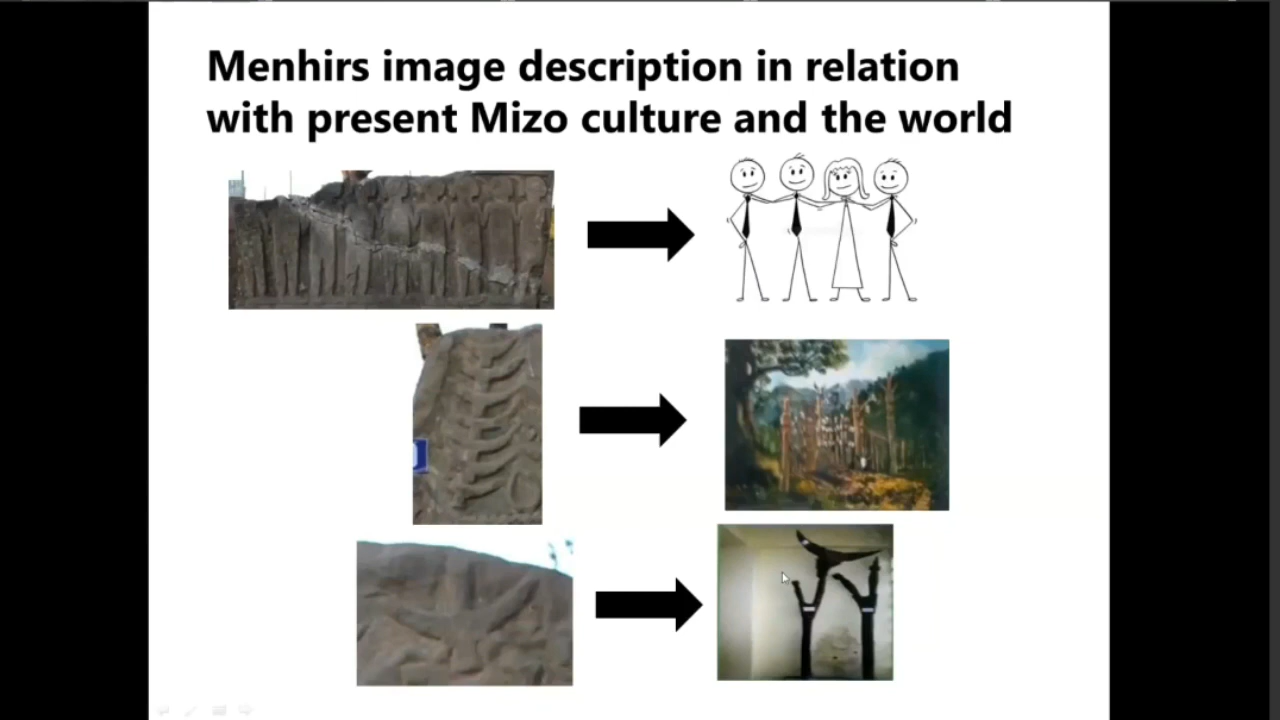 Menhirs image description in relation
with present Mizo culture and the world